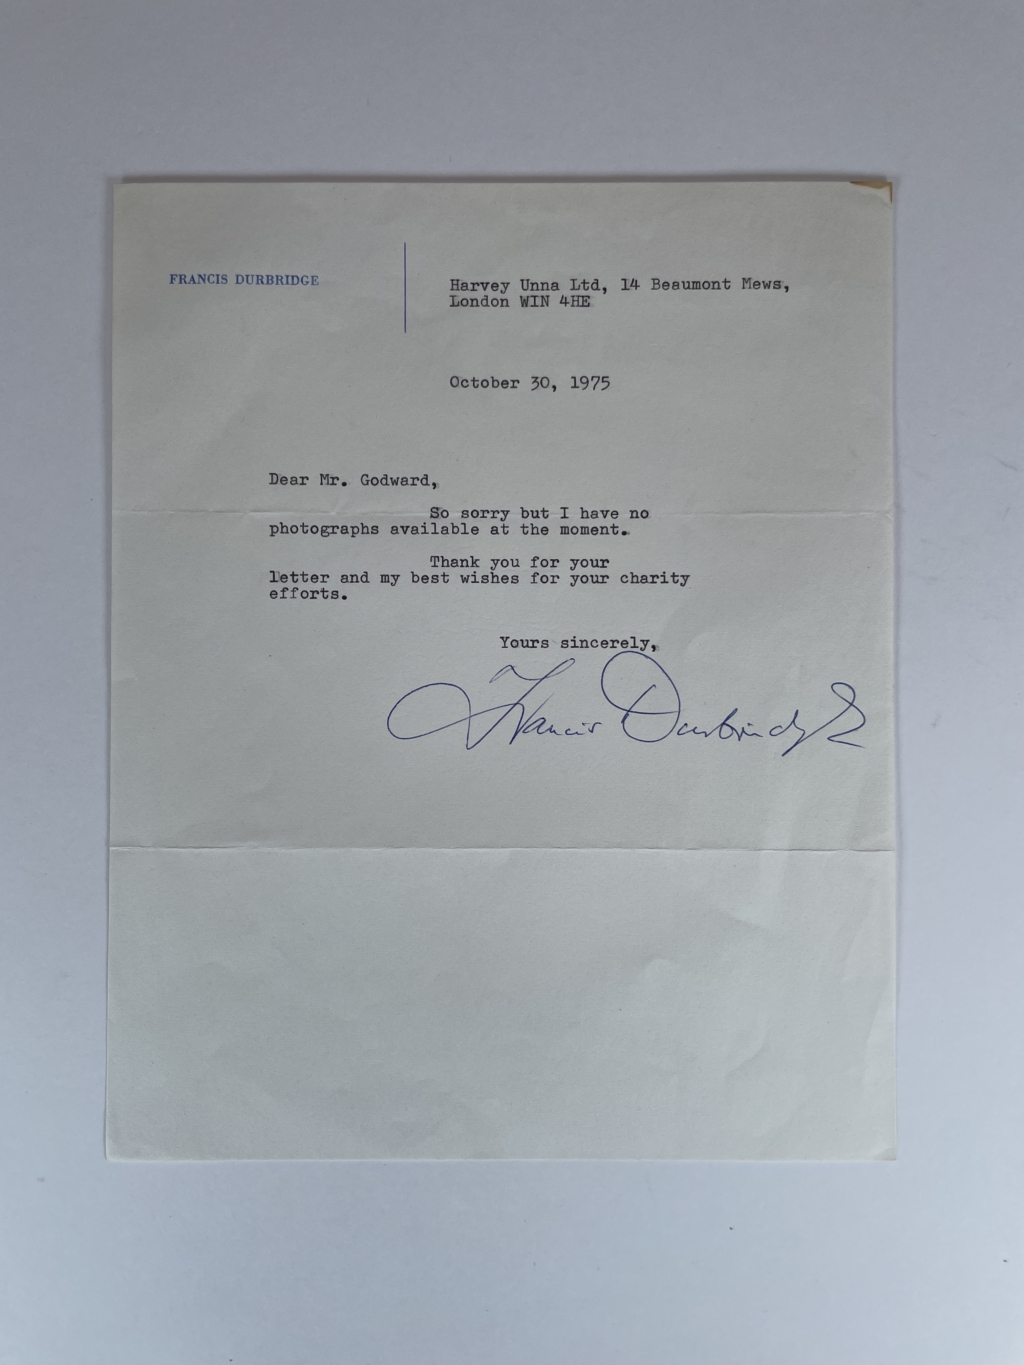 FRANCIS DURBRIDGE
Harvey Unna Ltd, 14 Beaumont Mews,
London WIN 4HE
October 30, 1975
Dear Mr. Godward,
So sorry but I have no
photographs available at the moment.
Thank you for your
letter and my best wishes for your charity
efforts.
Yours sincerely,
Francis Durbridge